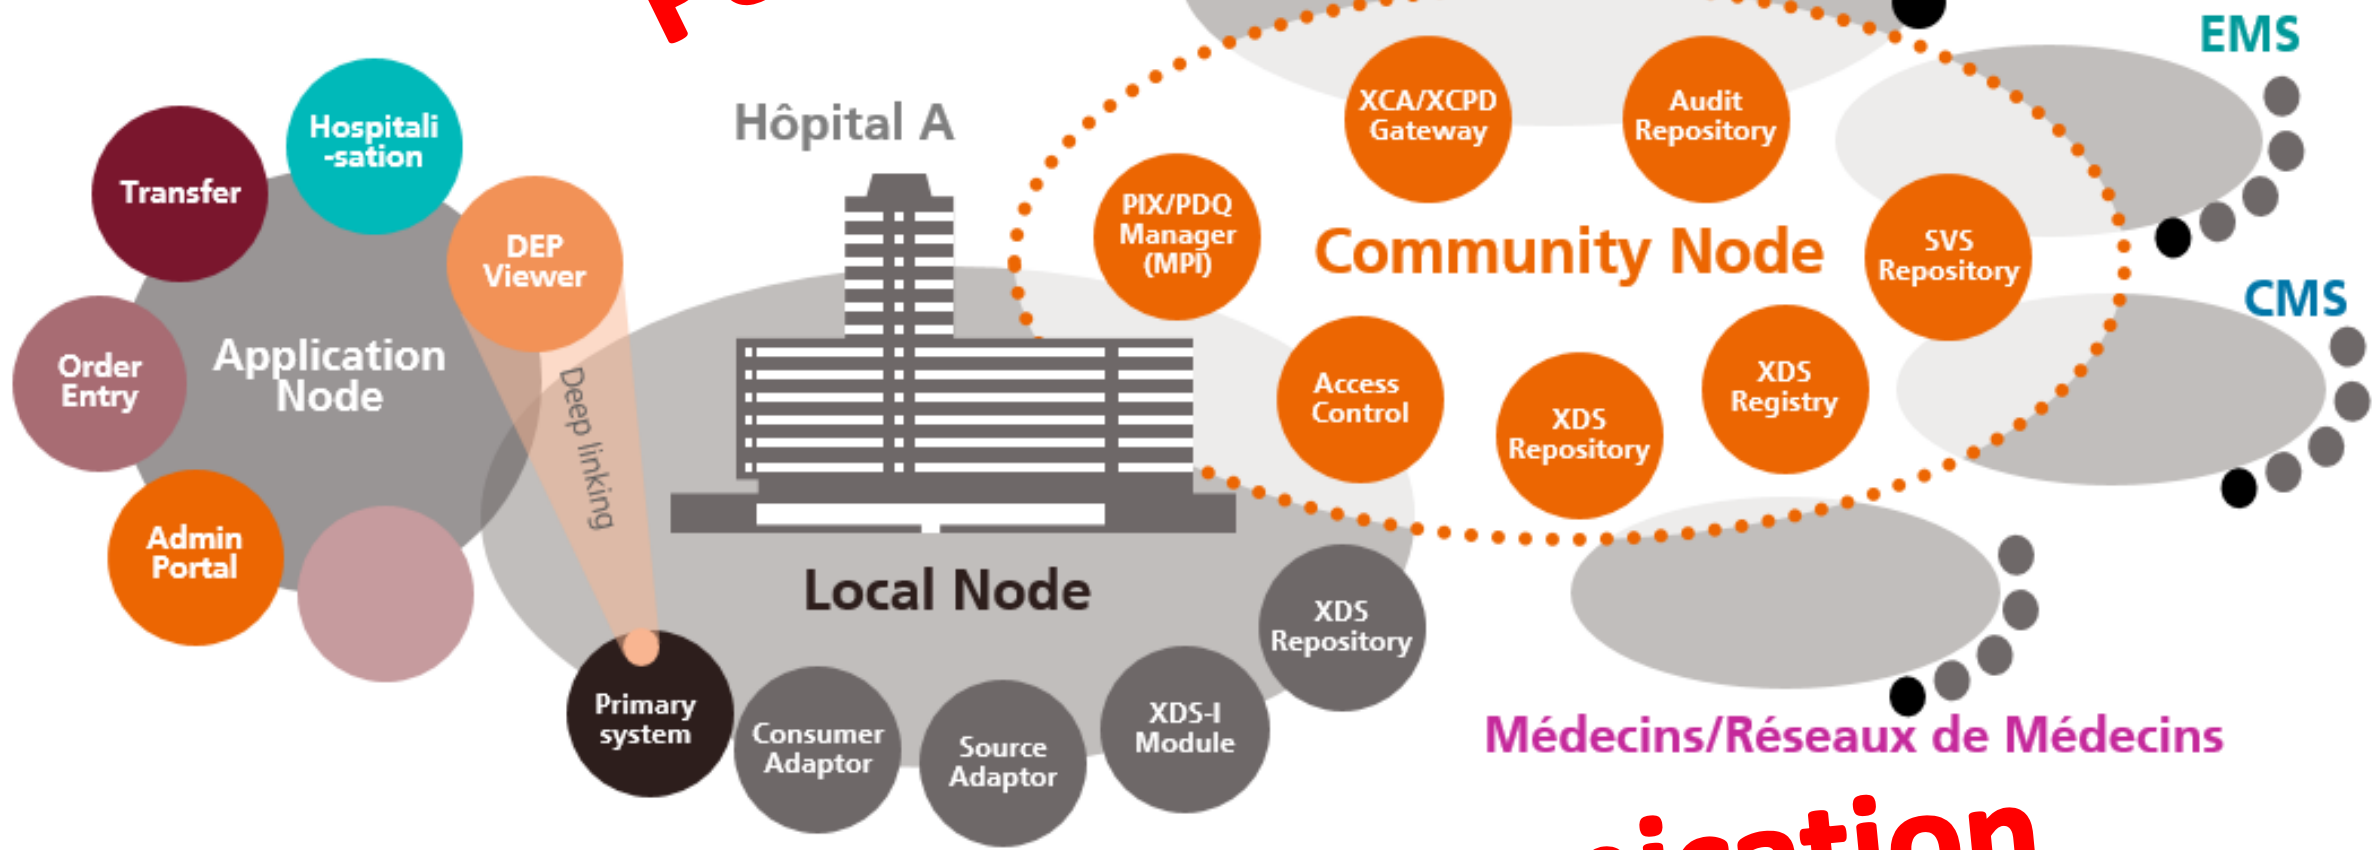 EMS
Hôpital A
Hospitali
-sation
Transfer
DEP
Viewer
Order
Entry
Application
Node
Admin
Portal
Deep linking
XCA/XCPD
Gateway
Audit
Repository
PIX/PDQ
Manager
(MPI)
Community Node
SVS
Repository
CMS
Access
Control
XDS
Repository
XDS
Registry
Local Node
Primary
system
Consumer
Adaptor
Source
Adaptor
XDS-I
Module
XDS
Repository
Médecins/Réseaux de Médecins